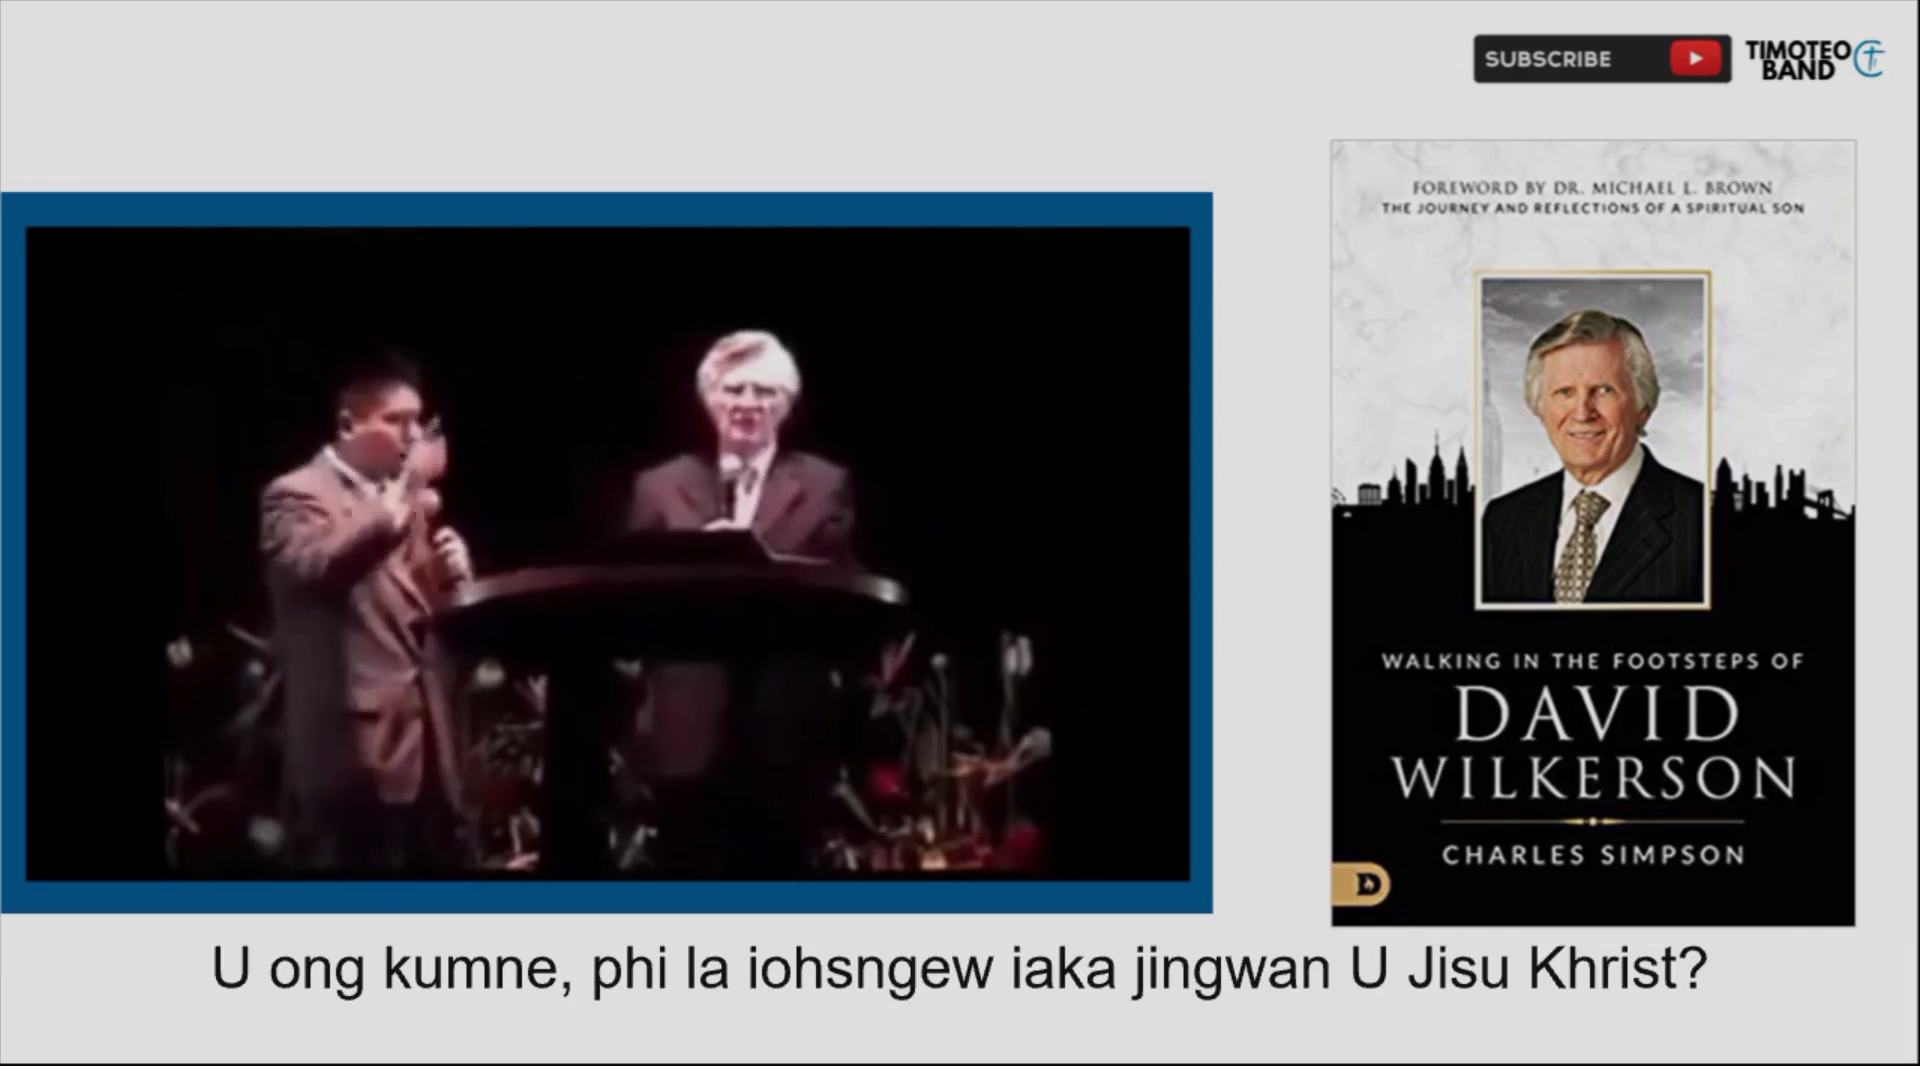 SUBSCRIBE
TIMOTEO
BAND
FOREWORD BY DR. MICHAEL L. BROWN
THE JOURNEY AND REFLECTIONS OF A SPIRITUAL SON
WALKING IN THE FOOTSTEPS OF
DAVID
WILKERSON
CHARLES SIMPSON
D
U ong kumne, phi la iohsngew iaka jingwan U Jisu Khrist?